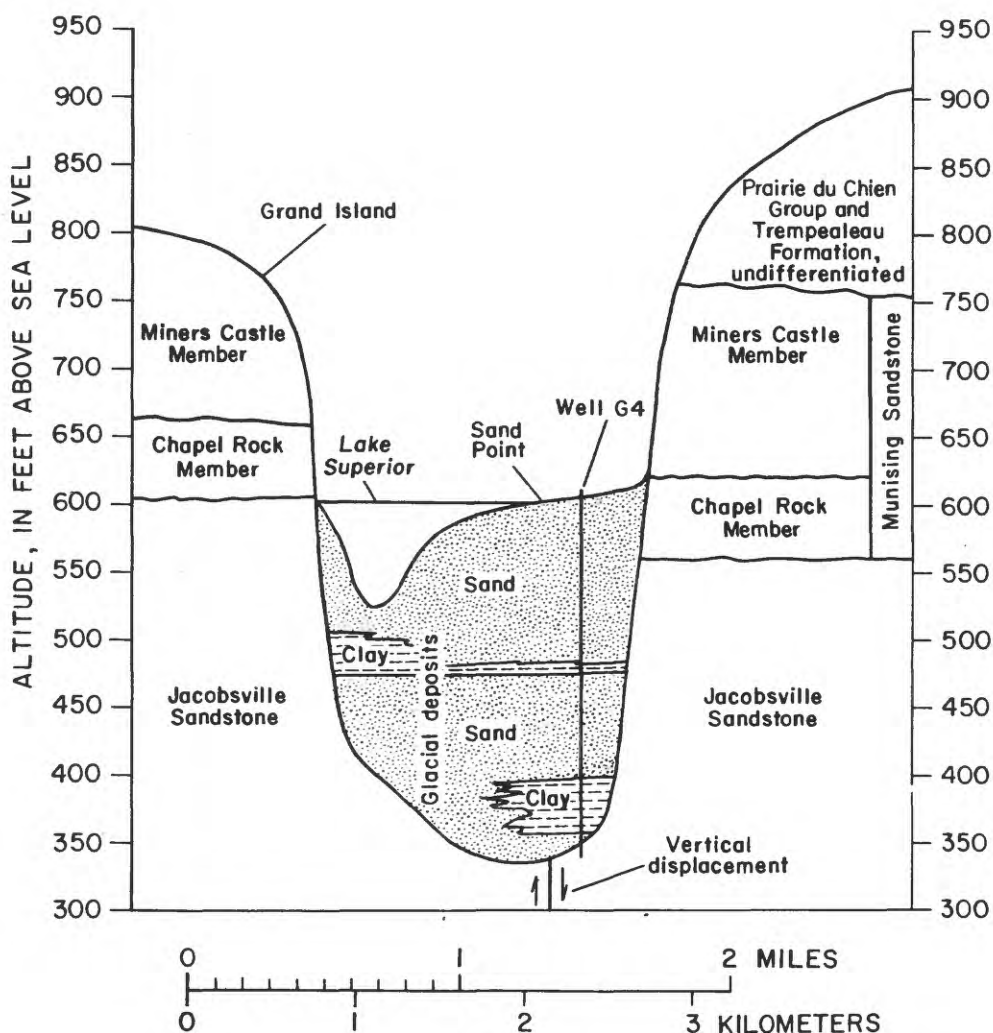 950
900
850
800
750
700
650
600
550
500
450
400
350
300
ALTITUDE, IN FEET ABOVE SEA LEVEL
Grand Island
Miners Castle
Member
Chapel Rock
Member
Jacobsville
Sandstone
Lake
Superior
Sand
Point
Well G4
Sand
Clay
Glacial deposits
Sand
Clay
Vertical
displacement
Prairie du Chien
Group and
Trempealeau
Formation,
undifferentiated
Miners Castle
Member
Chapel Rock
Member
Munising Sandstone
Jacobsville
Sandstone
950
900
850
800
750
700
650
600
550
500
450
400
350
300
0 1 2 MILES
0 1 2 3 KILOMETERS